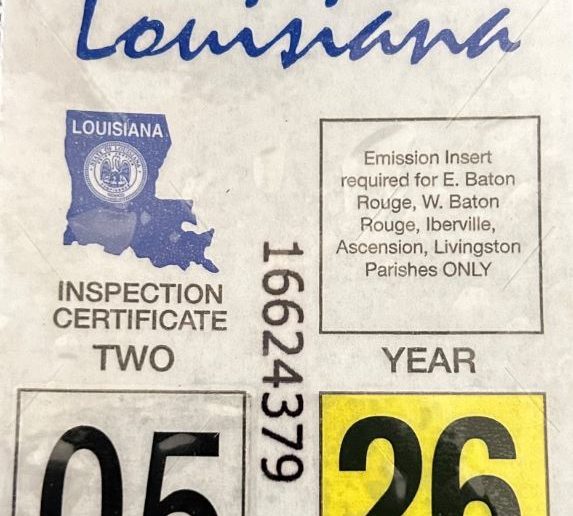 Louisiana
LOUISIANA
Emission Insert
required for E. Baton
Rouge, W. Baton
Rouge, Iberville,
Ascension, Livingston
Parishes ONLY
INSPECTION
CERTIFICATE
TWO
YEAR
16624379
05
26